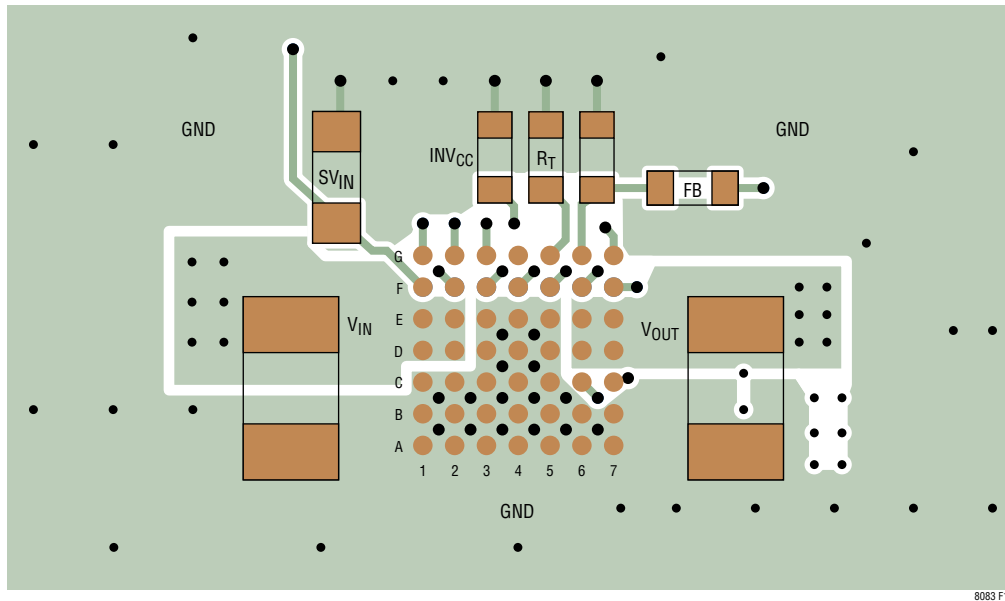 GND
GND
INVCC
RT
SVIN
FB
G
F
E
D
C
B
A
VIN
VOUT
1 2 3 4 5 6 7
GND
8083 F